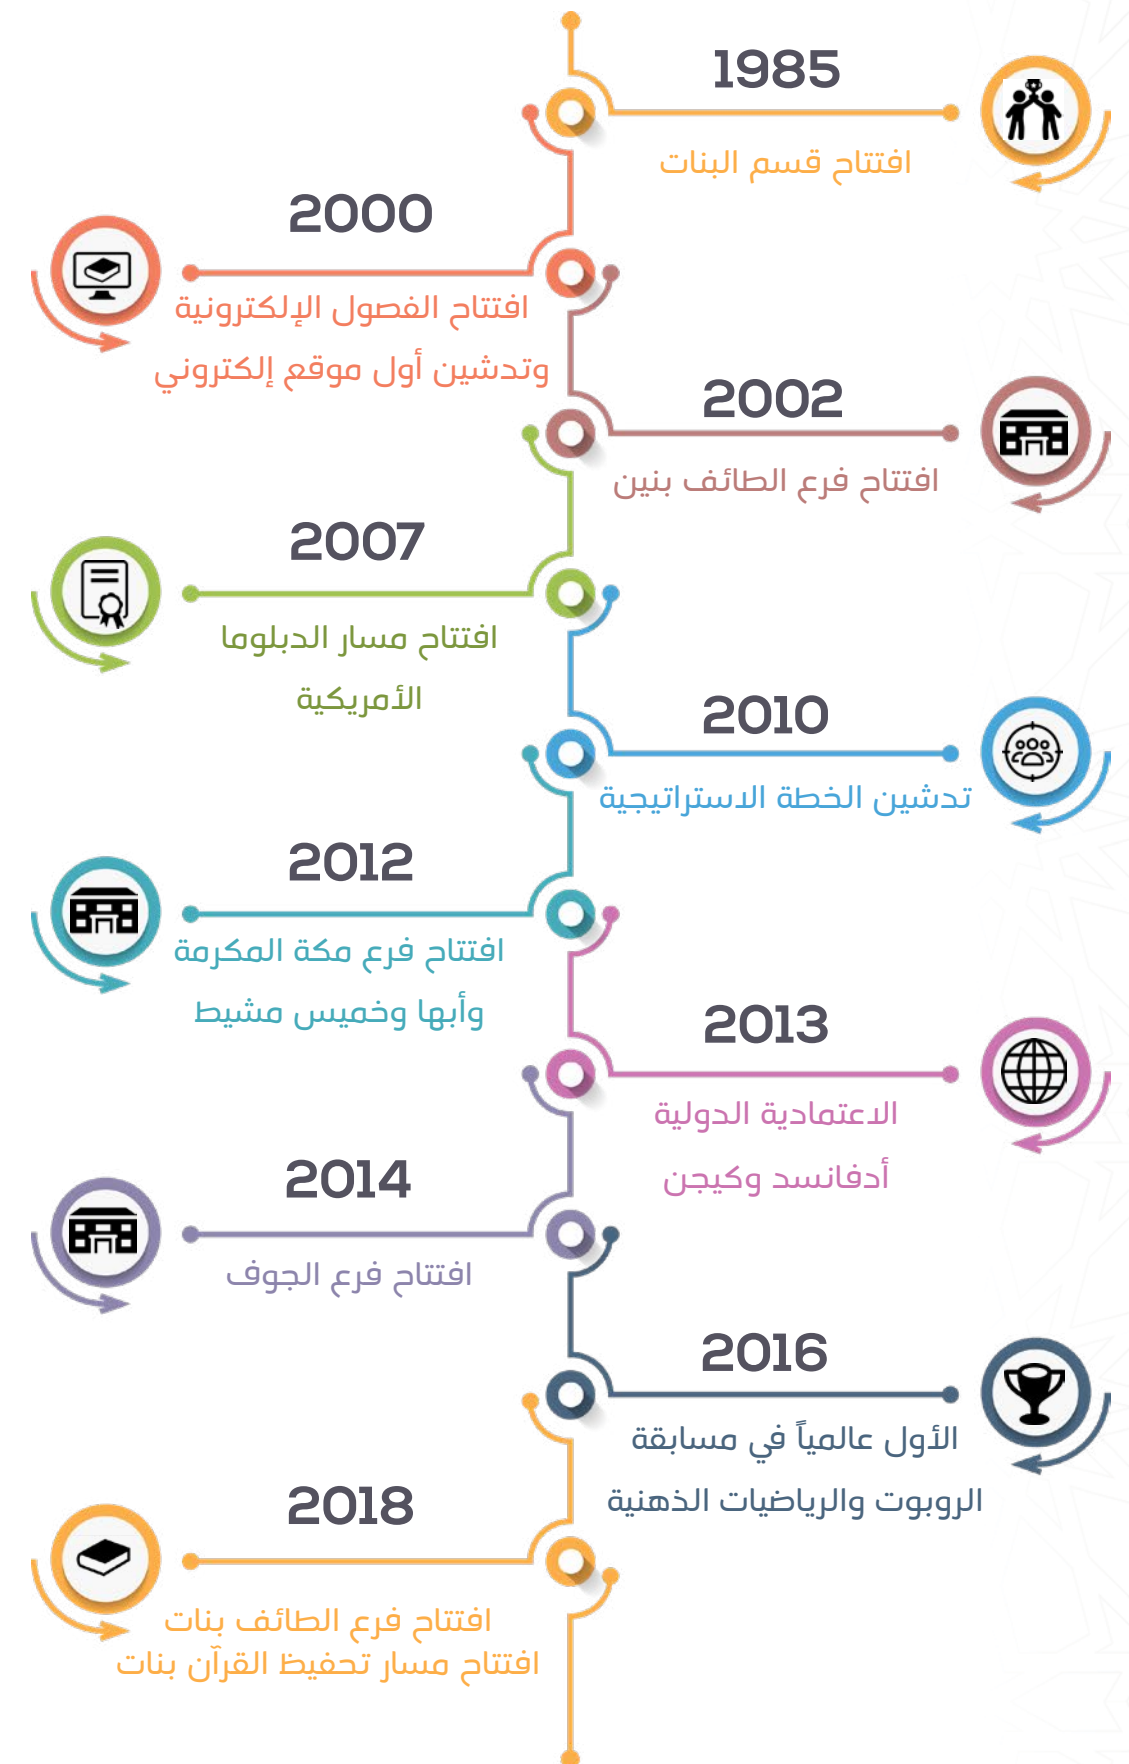 1985
افتتاح قسم البنات
2000
افتتاح الفصول الإلكترونية
وتدشين أول موقع إلكتروني
2002
افتتاح فرع الطائف بنين
2007
افتتاح مسار الدبلوما
الأمريكية
2010
تدشين الخطة الاستراتيجية
2012
افتتاح فرع مكة المكرمة
وأبها وخميس مشيط
2013
الاعتمادية الدولية
أدفانسد وكيجن
2014
افتتاح فرع الجوف
2016
الأول عالمياً في مسابقة
الروبوت والرياضيات الذهنية
2018
افتتاح فرع الطائف بنات
افتتاح مسار تحفيظ القرآن بنات